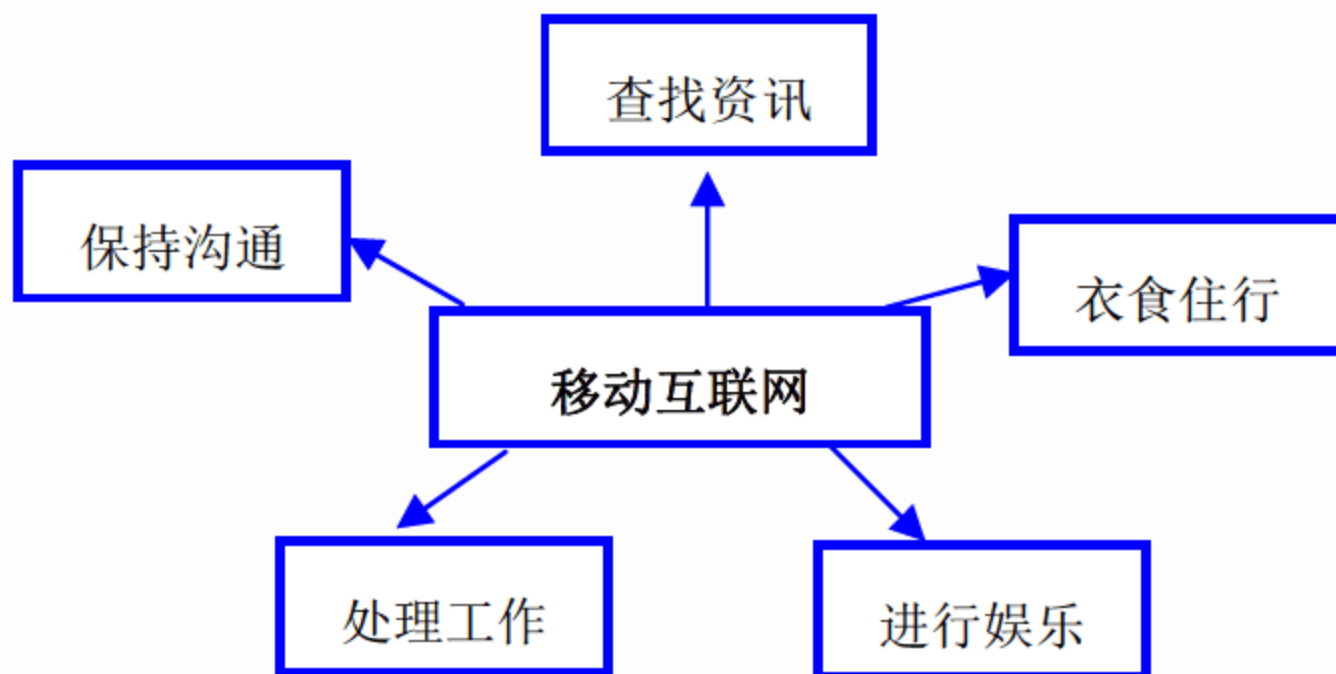 查找资讯
保持沟通
衣食住行
移动互联网
处理工作
进行娱乐